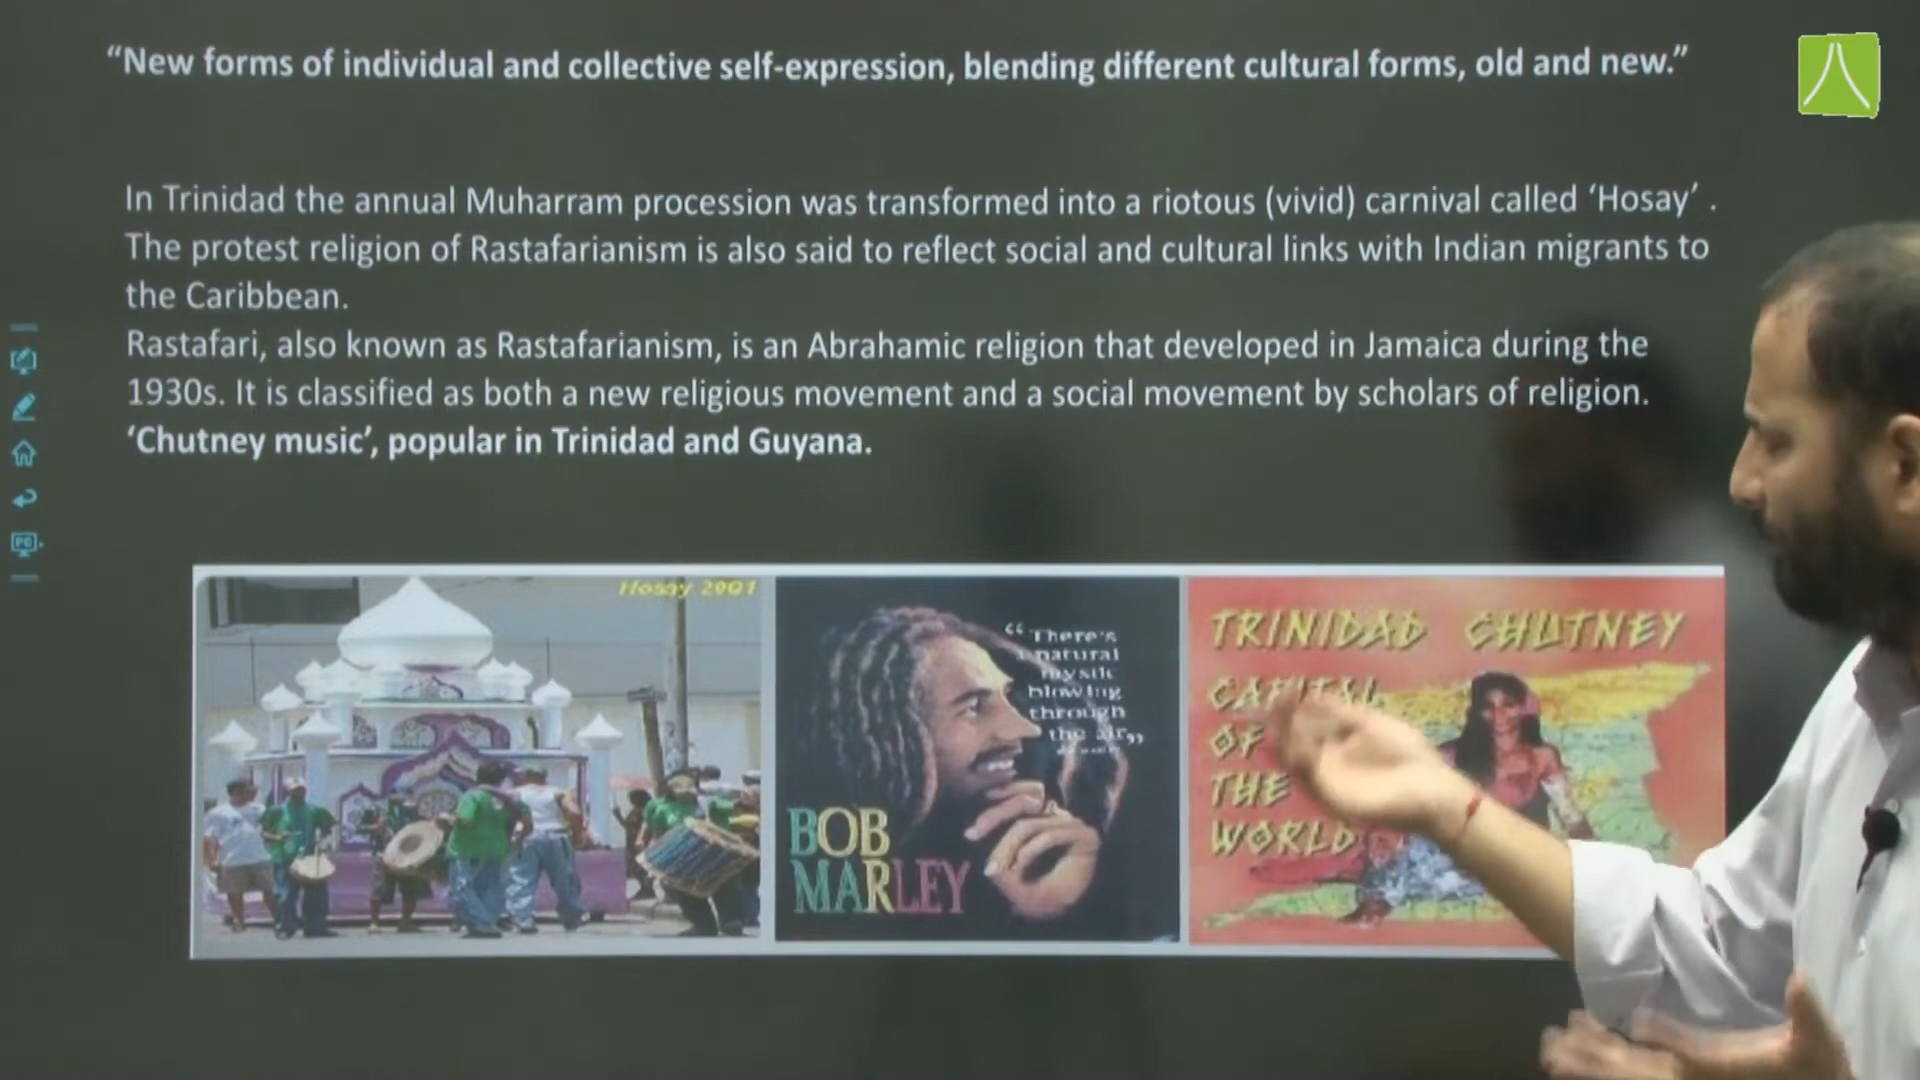 “New forms of individual and collective self-expression, blending different cultural forms, old and new.”
In Trinidad the annual Muharram procession was transformed into a riotous (vivid) carnival called ‘Hosay’ .
The protest religion of Rastafarianism is also said to reflect social and cultural links with Indian migrants to
the Caribbean.
Rastafari, also known as Rastafarianism, is an Abrahamic religion that developed in Jamaica during the
1930s. It is classified as both a new religious movement and a social movement by scholars of religion.
‘Chutney music’, popular in Trinidad and Guyana.
Hosay 2001
“There's
a natural
mystic
blowing
through
the air„
BOB
MARLEY
TRINIDAD CHUTNEY
CAPITAL
OF
THE
WORLD
PC